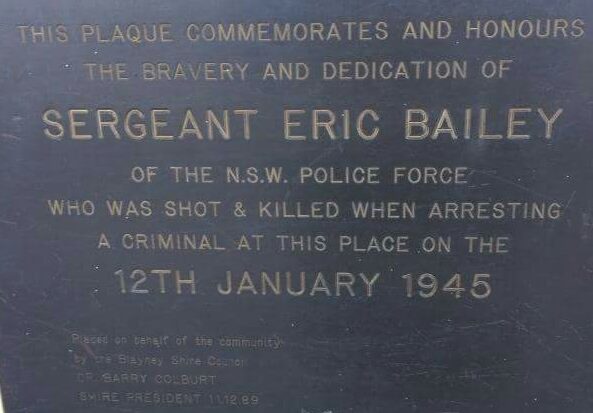 THIS PLAQUE COMMEMORATES AND HONOURS
THE BRAVERY AND DEDICATION OF
SERGEANT ERIC BAILEY
OF THE N.S.W. POLICE FORCE
WHO WAS SHOT & KILLED WHEN ARRESTING
A CRIMINAL AT THIS PLACE ON THE
12TH JANUARY 1945
Placed on behalf of the community
by the Blayney Shire Council
CR. BARRY COLBURT
SHIRE PRESIDENT 11.12.89